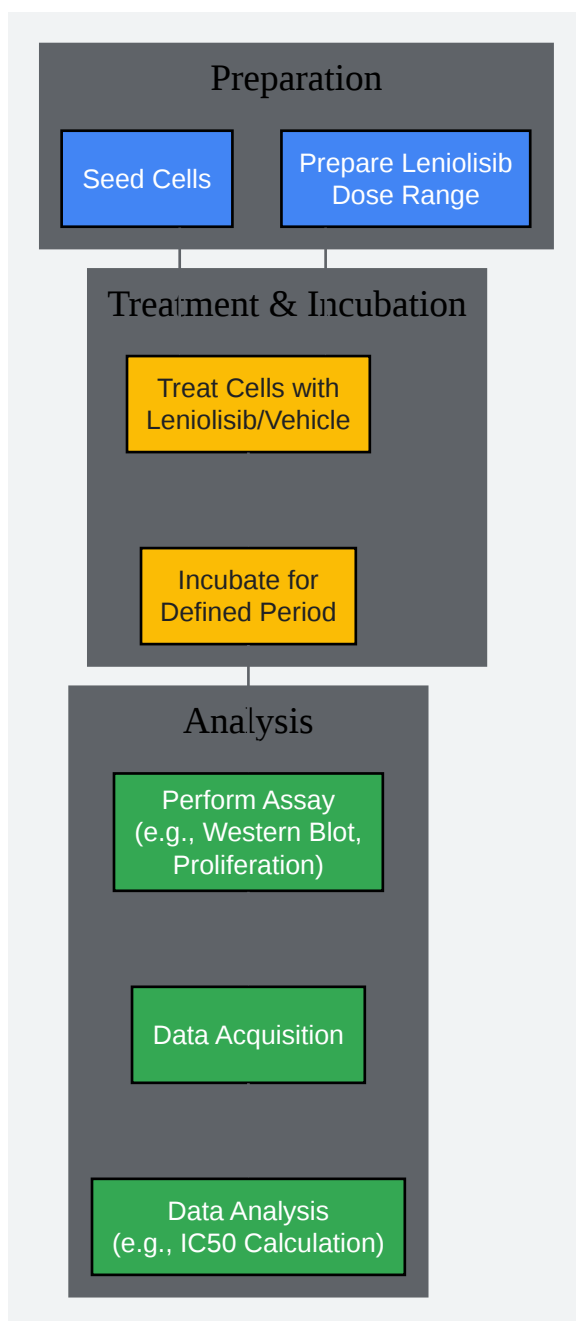 Preparation
Seed Cells
Prepare Leniolisib
Dose Range
Treatment & Incubation
Treat Cells with
Leniolisib/Vehicle
Incubate for
Defined Period
Analysis
Perform Assay
(e.g., Western Blot,
Proliferation)
Data Acquisition
Data Analysis
(e.g., IC50 Calculation)